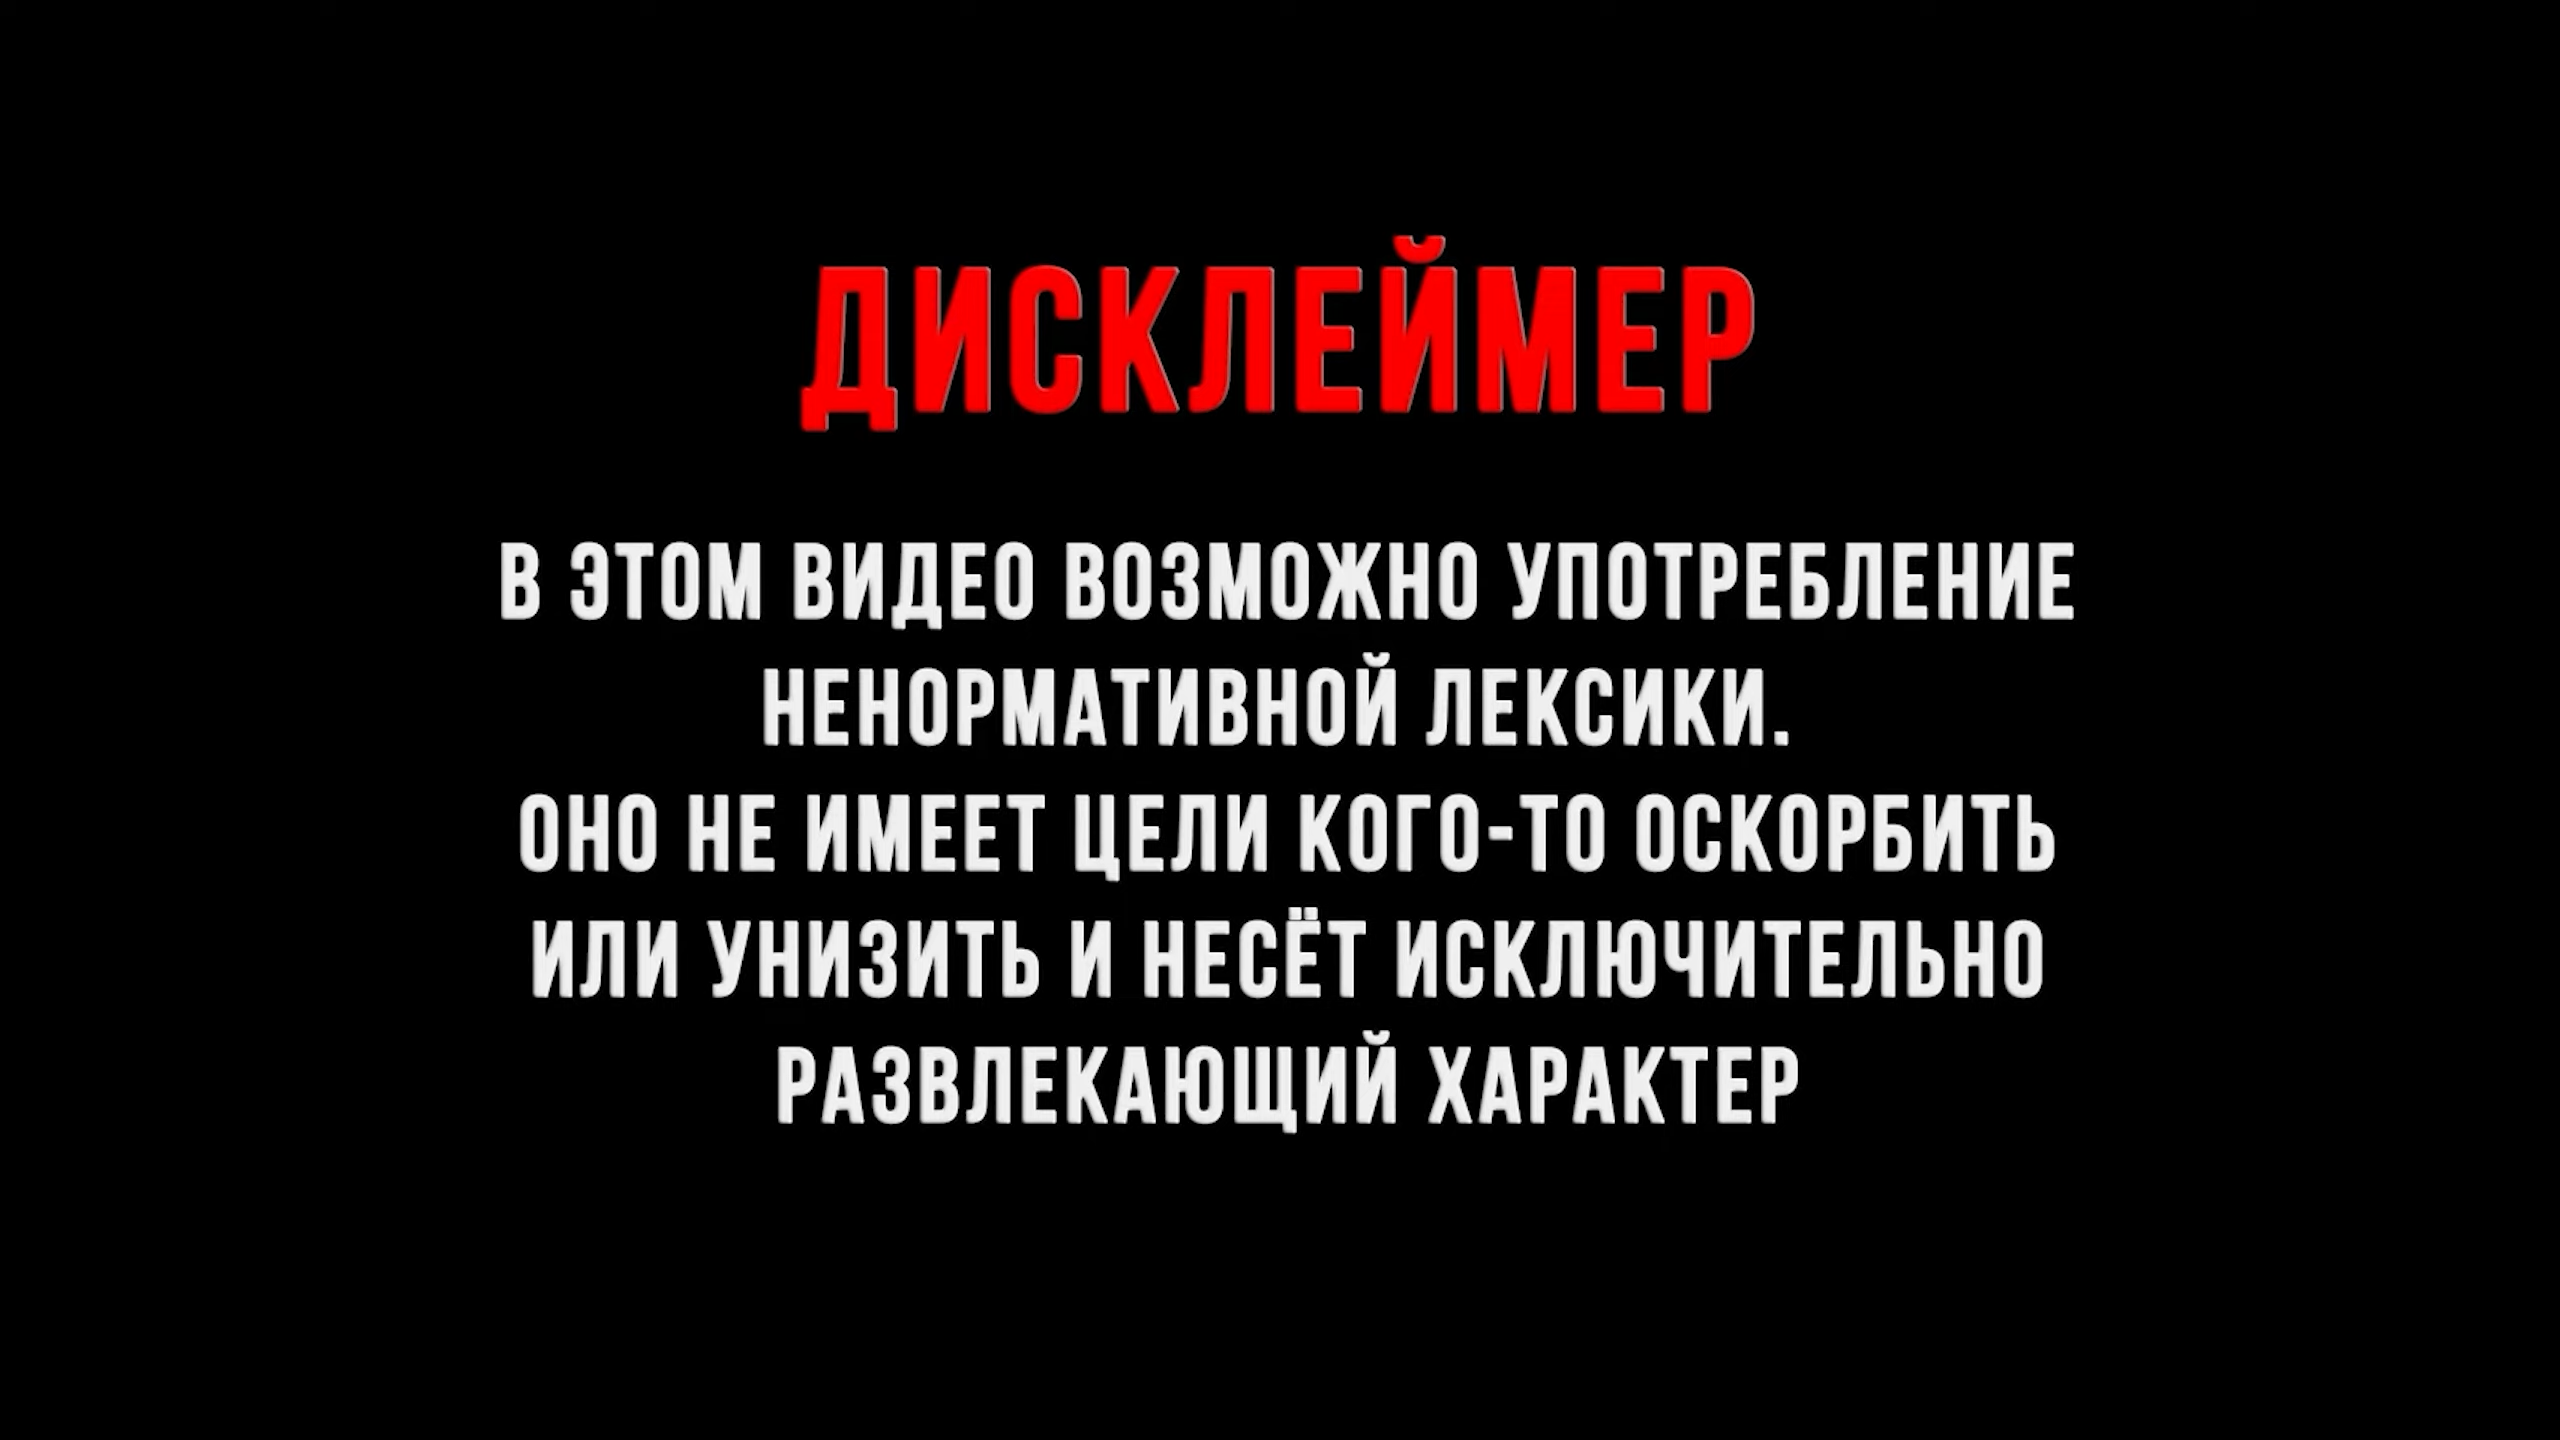 ДИСКЛЕЙМЕР
В ЭТОМ ВИДЕО ВОЗМОЖНО УПОТРЕБЛЕНИЕ
НЕНОРМАТИВНОЙ ЛЕКСИКИ.
ОНО НЕ ИМЕЕТ ЦЕЛИ КОГО-ТО ОСКОРБИТЬ
ИЛИ УНИЗИТЬ И НЕСЁТ ИСКЛЮЧИТЕЛЬНО
РАЗВЛЕКАЮЩИЙ ХАРАКТЕР